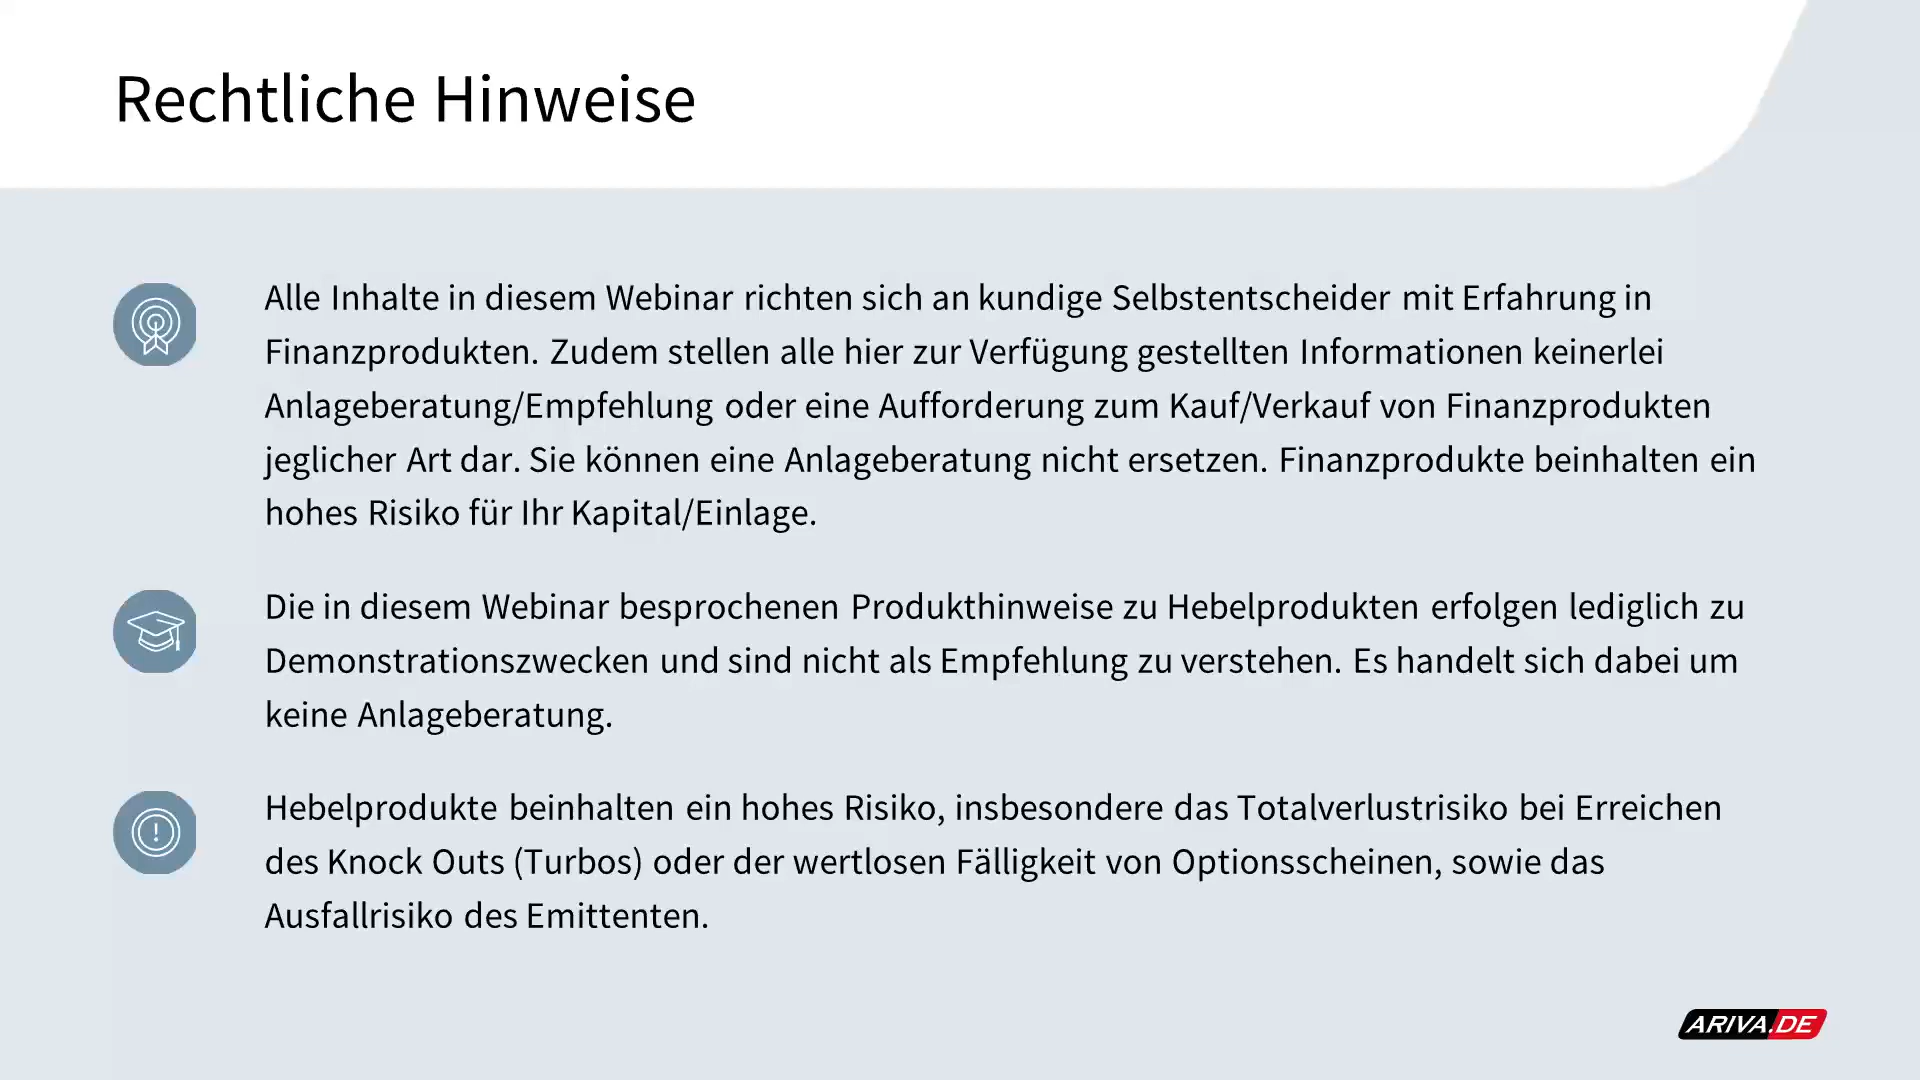 Rechtliche Hinweise
Alle Inhalte in diesem Webinar richten sich an kundige Selbstentscheider mit Erfahrung in
Finanzprodukten. Zudem stellen alle hier zur Verfügung gestellten Informationen keinerlei
Anlageberatung/Empfehlung oder eine Aufforderung zum Kauf/Verkauf von Finanzprodukten
jeglicher Art dar. Sie können eine Anlageberatung nicht ersetzen. Finanzprodukte beinhalten ein
hohes Risiko für Ihr Kapital/Einlage.
Die in diesem Webinar besprochenen Produkthinweise zu Hebelprodukten erfolgen lediglich zu
Demonstrationszwecken und sind nicht als Empfehlung zu verstehen. Es handelt sich dabei um
keine Anlageberatung.
Hebelprodukte beinhalten ein hohes Risiko, insbesondere das Totalverlustrisiko bei Erreichen
des Knock Outs (Turbos) oder der wertlosen Fälligkeit von Optionsscheinen, sowie das
Ausfallrisiko des Emittenten.
ARIVA.DE